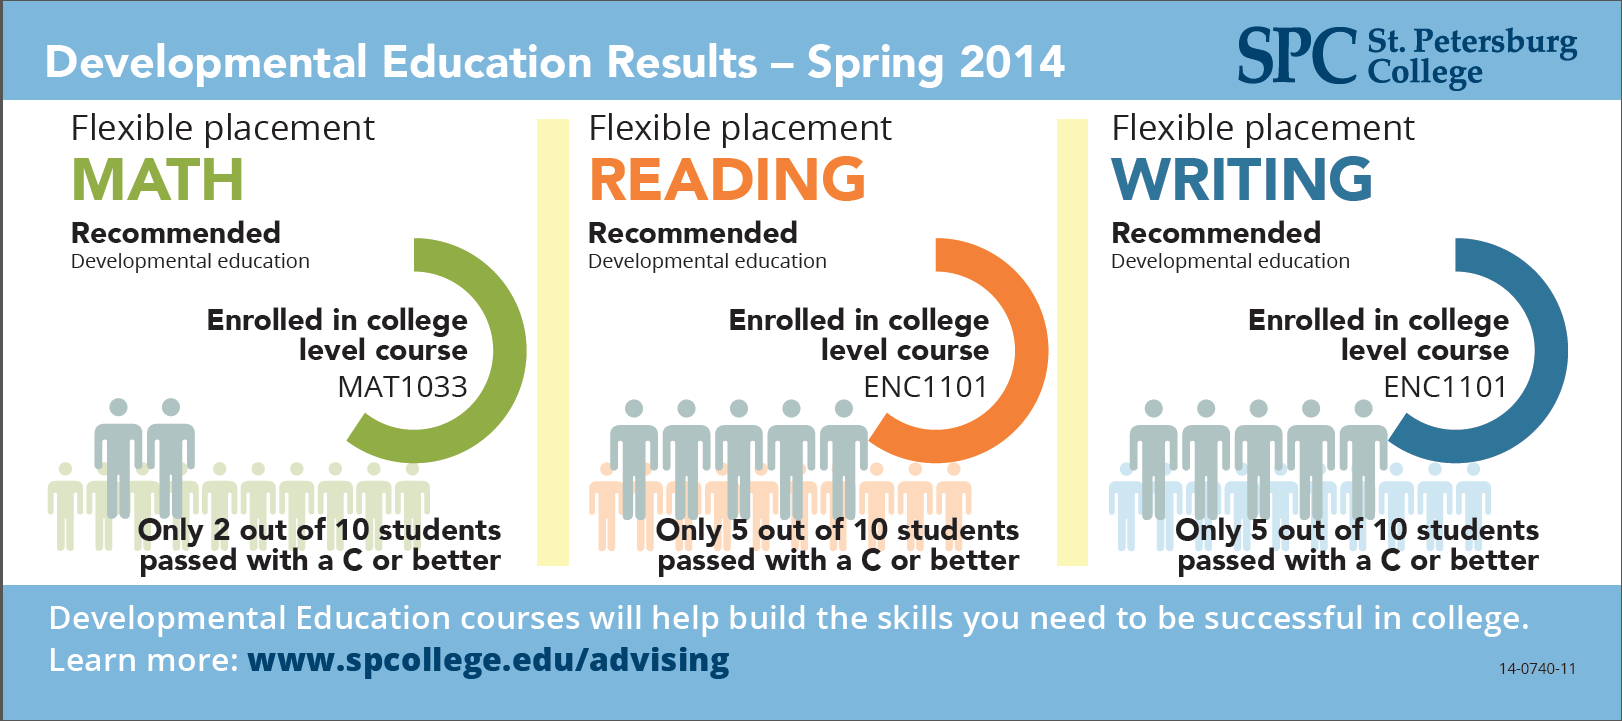 Developmental Education Results – Spring 2014
SPC St. Petersburg
College
Flexible placement
MATH
Recommended
Developmental education
Enrolled in college
level course
MAT1033
Only 2 out of 10 students
passed with a C or better
Flexible placement
READING
Recommended
Developmental education
Enrolled in college
level course
ENC1101
Only 5 out of 10 students
passed with a C or better
Flexible placement
WRITING
Recommended
Developmental education
Enrolled in college
level course
ENC1101
Only 5 out of 10 students
passed with a C or better
Developmental Education courses will help build the skills you need to be successful in college.
Learn more: www.spcollege.edu/advising
14-0740-11